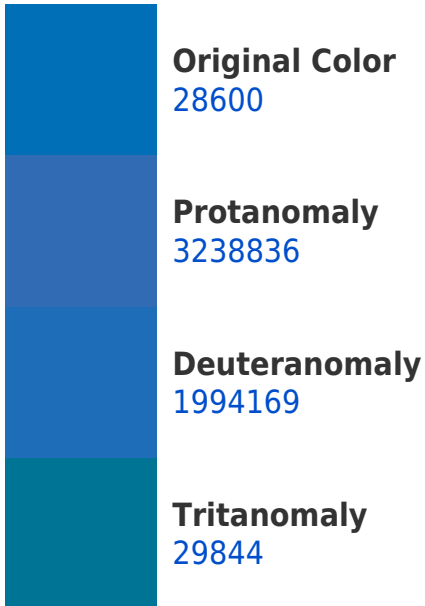 Original Color
28600
Protanomaly
3238836
Deuteranomaly
1994169
Tritanomaly
29844